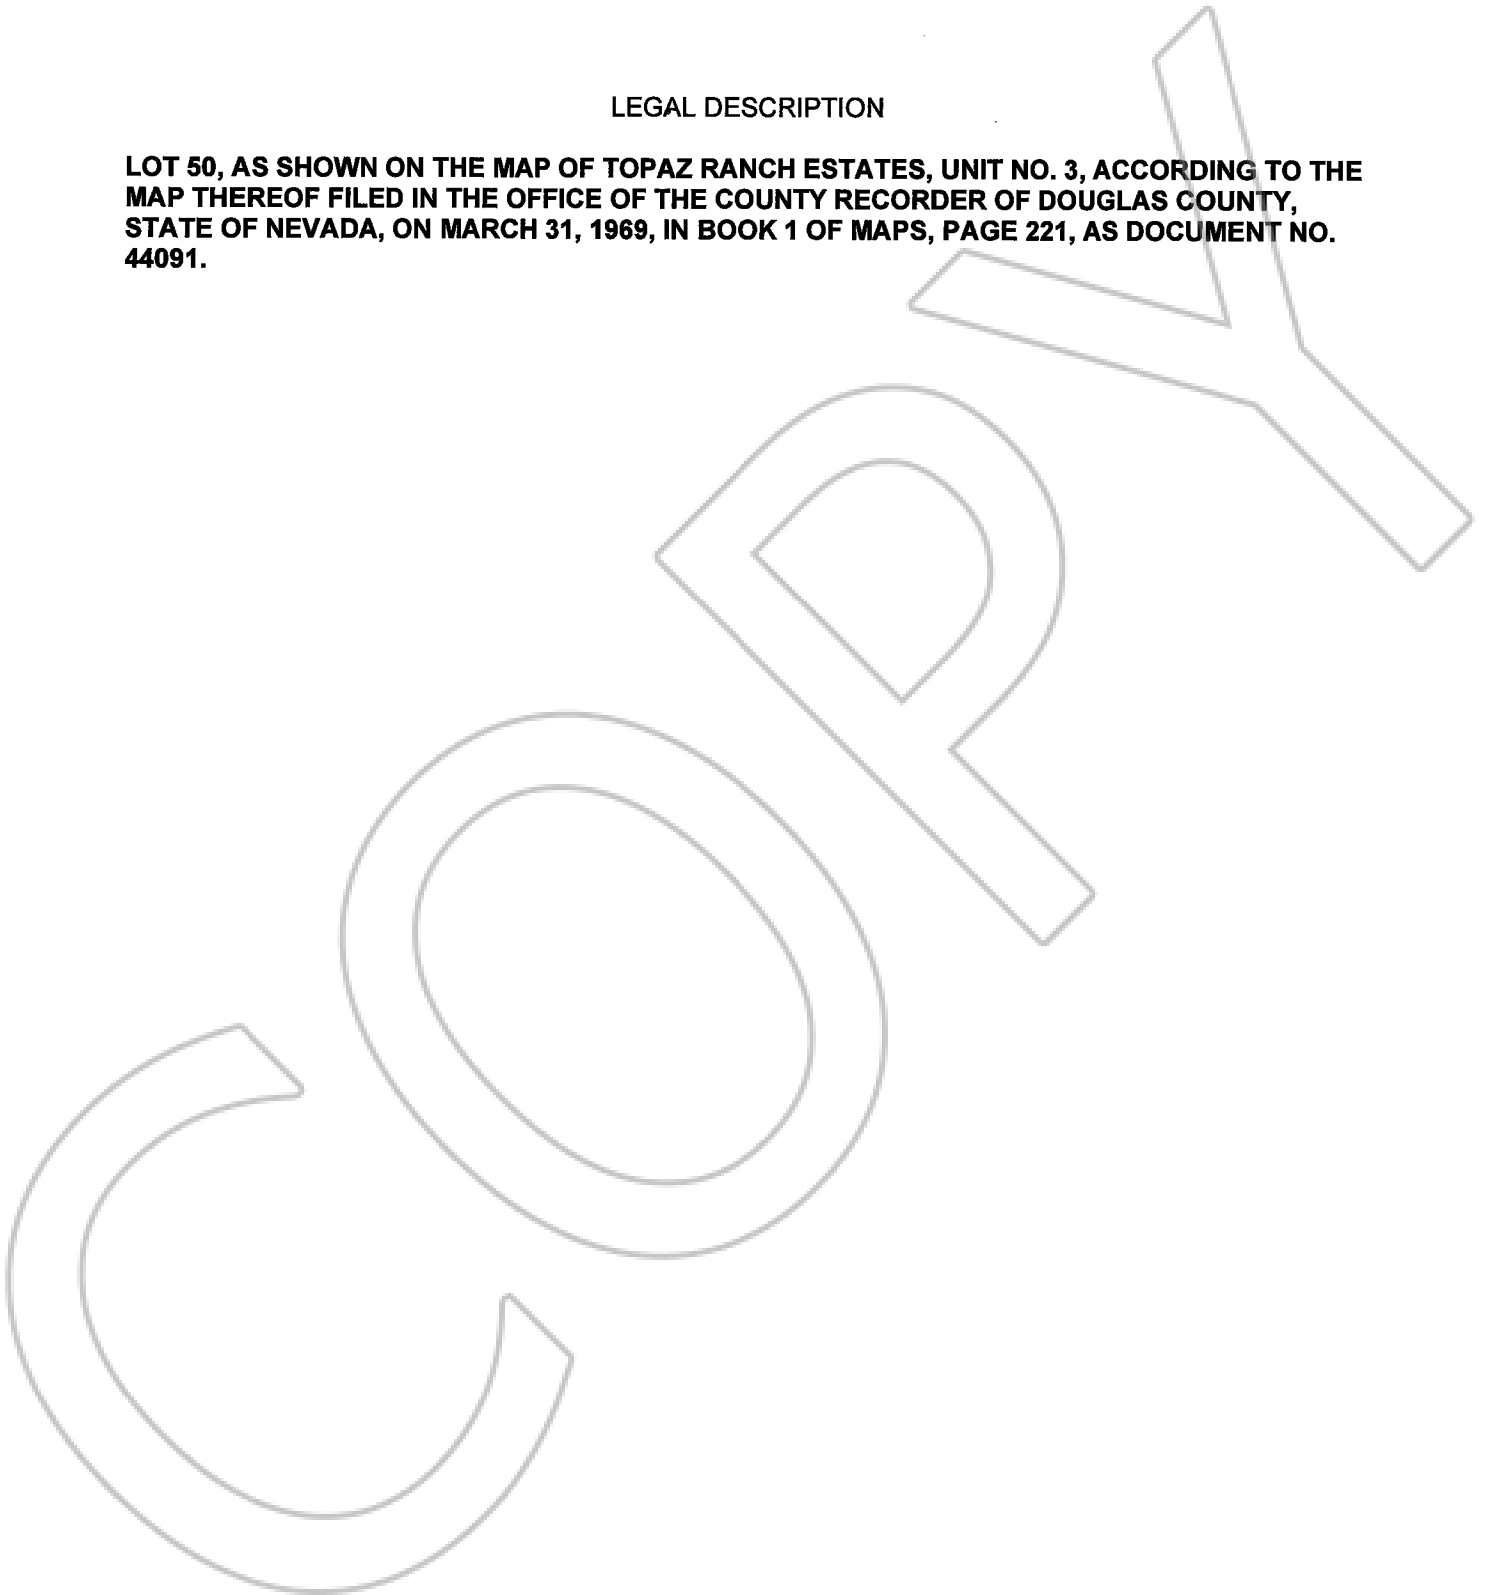 LEGAL DESCRIPTION
LOT 50, AS SHOWN ON THE MAP OF TOPAZ RANCH ESTATES, UNIT NO. 3, ACCORDING TO THE
MAP THEREOF FILED IN THE OFFICE OF THE COUNTY RECORDER OF DOUGLAS COUNTY,
STATE OF NEVADA, ON MARCH 31, 1969, IN BOOK 1 OF MAPS, PAGE 221, AS DOCUMENT NO.
44091.
COPY